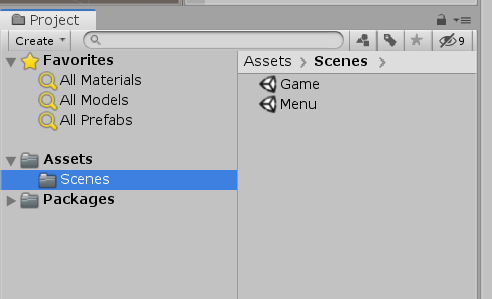 Project
Create
9
Favorites
All Materials
All Models
All Prefabs
Assets
Scenes
Packages
Assets > Scenes >
Game
Menu